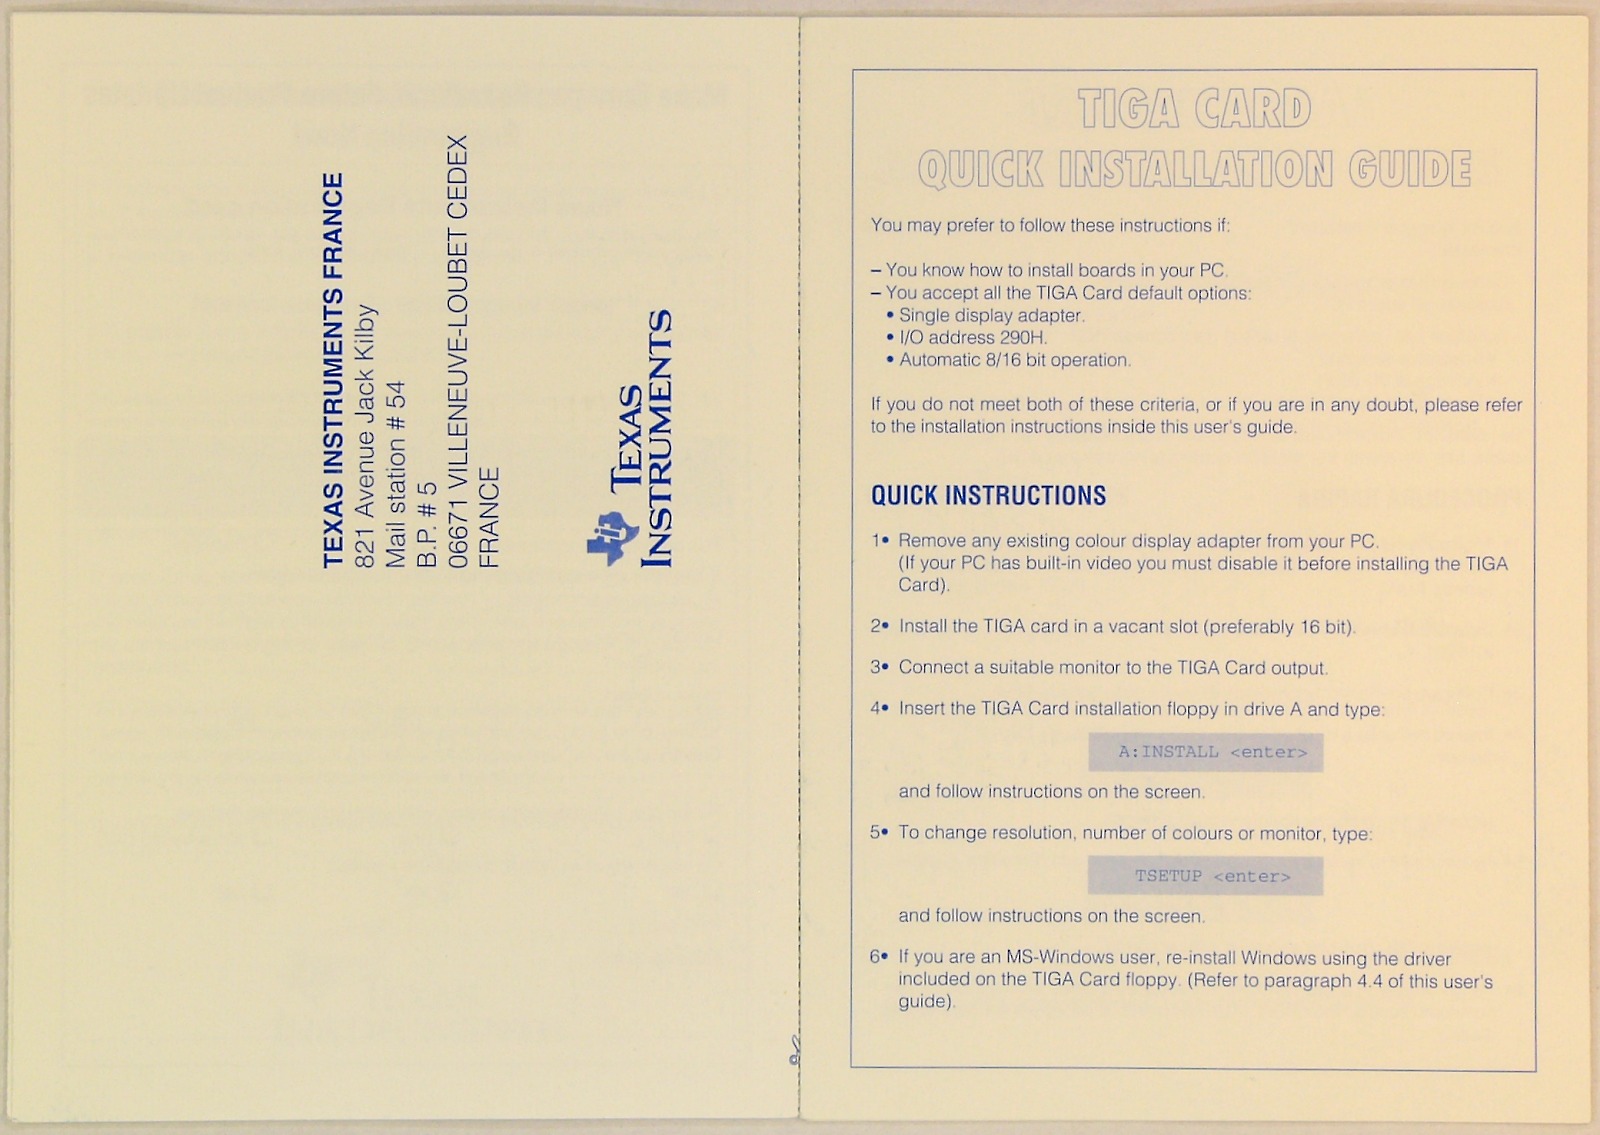 TEXAS INSTRUMENTS FRANCE
821 Avenue Jack Kilby
Mail station # 54
B.P. # 5
06671 VILLENEUVE-LOUBET CEDEX
FRANCE
TEXAS
INSTRUMENTS
TIGA CARD
QUICK INSTALLATION GUIDE
You may prefer to follow these instructions if:
– You know how to install boards in your PC.
– You accept all the TIGA Card default options:
• Single display adapter.
• I/O address 290H.
• Automatic 8/16 bit operation.
If you do not meet both of these criteria, or if you are in any doubt, please refer
to the installation instructions inside this user's guide.
QUICK INSTRUCTIONS
1• Remove any existing colour display adapter from your PC.
(If your PC has built-in video you must disable it before installing the TIGA
Card).
2• Install the TIGA card in a vacant slot (preferably 16 bit).
3• Connect a suitable monitor to the TIGA Card output.
4• Insert the TIGA Card installation floppy in drive A and type:
A:INSTALL <enter>
and follow instructions on the screen.
5• To change resolution, number of colours or monitor, type:
TSETUP <enter>
and follow instructions on the screen.
6• If you are an MS-Windows user, re-install Windows using the driver
included on the TIGA Card floppy. (Refer to paragraph 4.4 of this user's
guide).